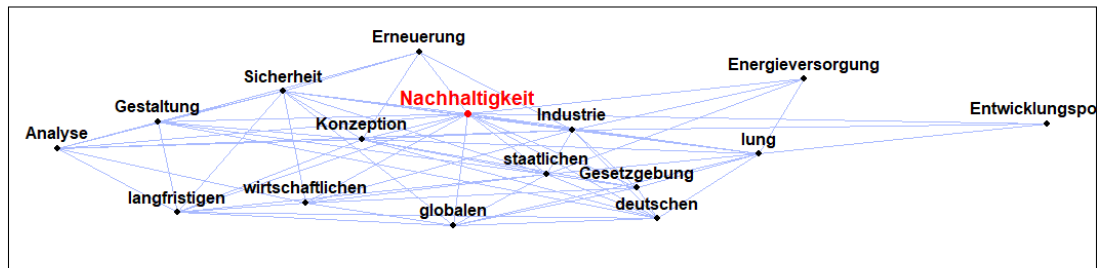 Erneuerung
Energieversorgung
Sicherheit
Nachhaltigkeit
Gestaltung
Entwicklungspo
Industrie
Konzeption
Analyse
lung
staatlichen
Gesetzgebung
wirtschaftlichen
langfristigen
deutschen
globalen